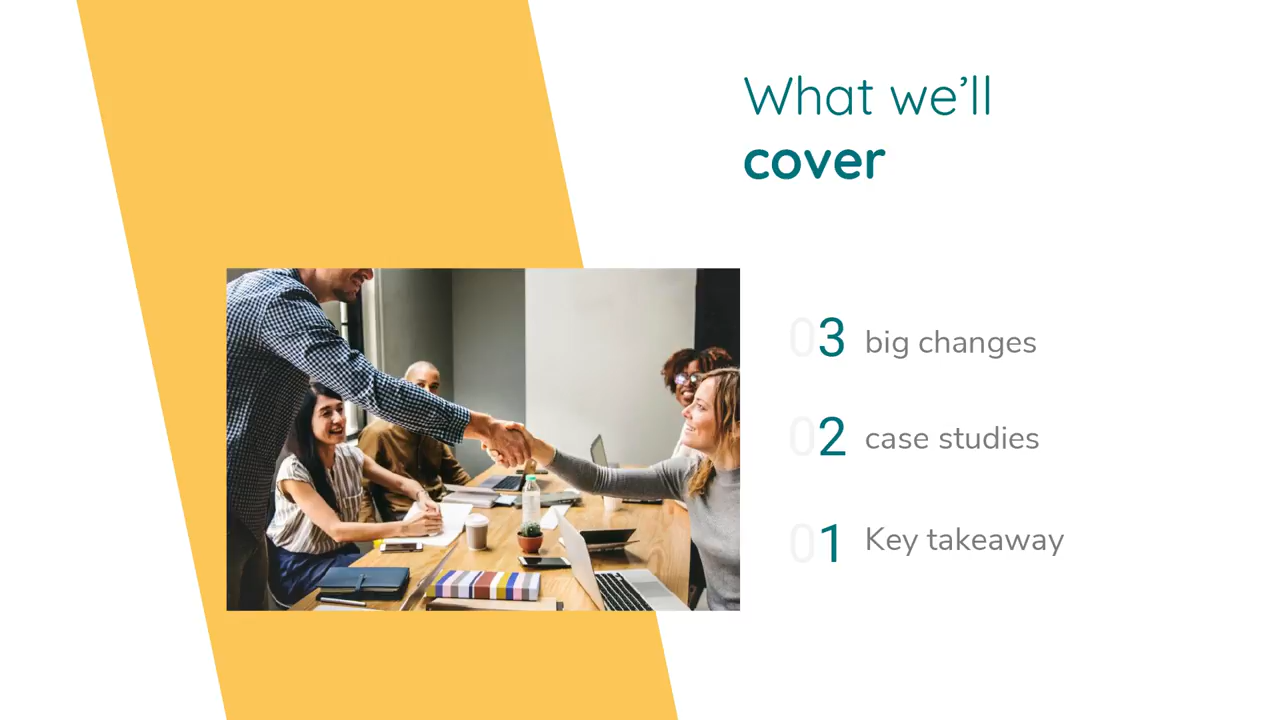 What we’ll
cover
03 big changes
02 case studies
01 Key takeaway